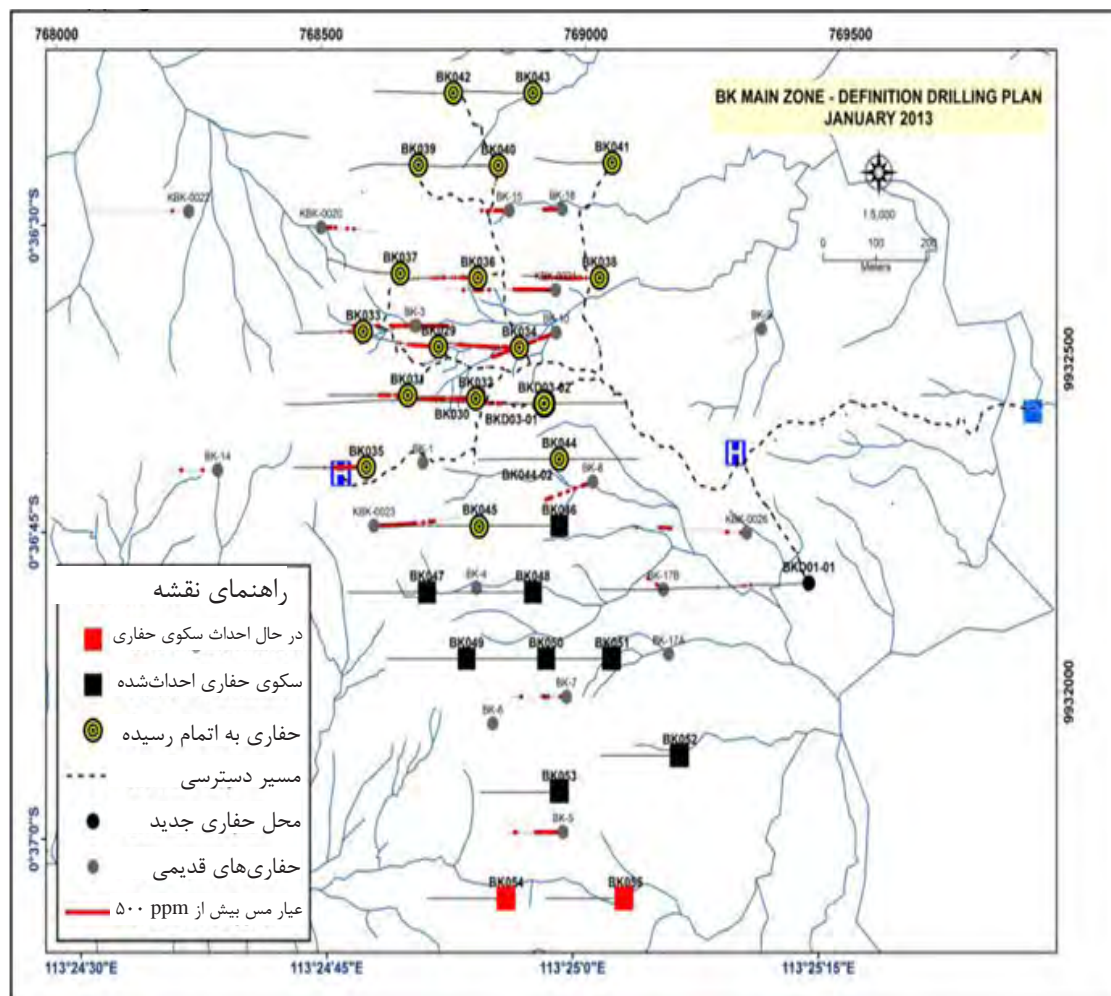 768000 768500 769000 769500
BK MAIN ZONE - DEFINITION DRILLING PLAN
JANUARY 2013
1:5,000
0 100 200
Meters
BK042 BK043
BK039 BK040 BK041
KBK-0022 KBK-0020 BK-15 BK-16
BK037 BK036 BK038
BK033 BK-3 BK029 BK034 BK-10 BK-9
BK031 BK032 BKD03-02
BK030 BKD03-01
BK-14 BK035 BK-1 BK044
BK044-02 BK-8
H H
KBK-0023 BK045 BK046 KBK-0026
BK047 BK-4 BK048 BK-17B BKD01-01
BK049 BK050 BK051 BK-17A
BK-7
BK-6
BK052
BK053
BK-5
BK054 BK055
0°36'30"S
0°36'45"S
0°37'0"S
9932500
9932000
راهنمای نقشه
در حال احداث سکوی حفاری
سکوی حفاری احداث‌شده
حفاری به اتمام رسیده
مسیر دسترسی
محل حفاری جدید
حفاری‌های قدیمی
عیار مس بیش از ۵۰۰ ppm
113°24'30"E 113°24'45"E 113°25'0"E 113°25'15"E